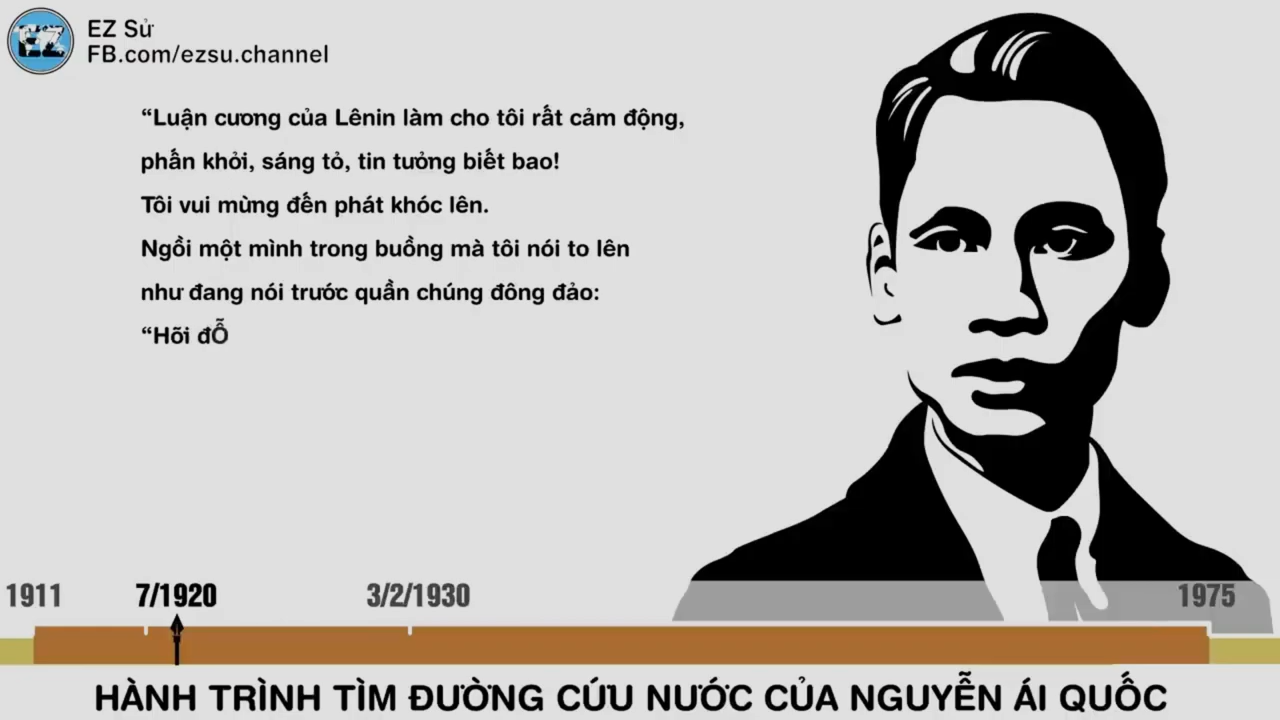 EZ Sử
FB.com/ezsu.channel
“Luận cương của Lênin làm cho tôi rất cảm động,
phấn khởi, sáng tỏ, tin tưởng biết bao!
Tôi vui mừng đến phát khóc lên.
Ngồi một mình trong buồng mà tôi nói to lên
như đang nói trước quần chúng đông đảo:
“Hõi đỖ
1911 7/1920 3/2/1930 1975
HÀNH TRÌNH TÌM ĐƯỜNG CỨU NƯỚC CỦA NGUYỄN ÁI QUỐC